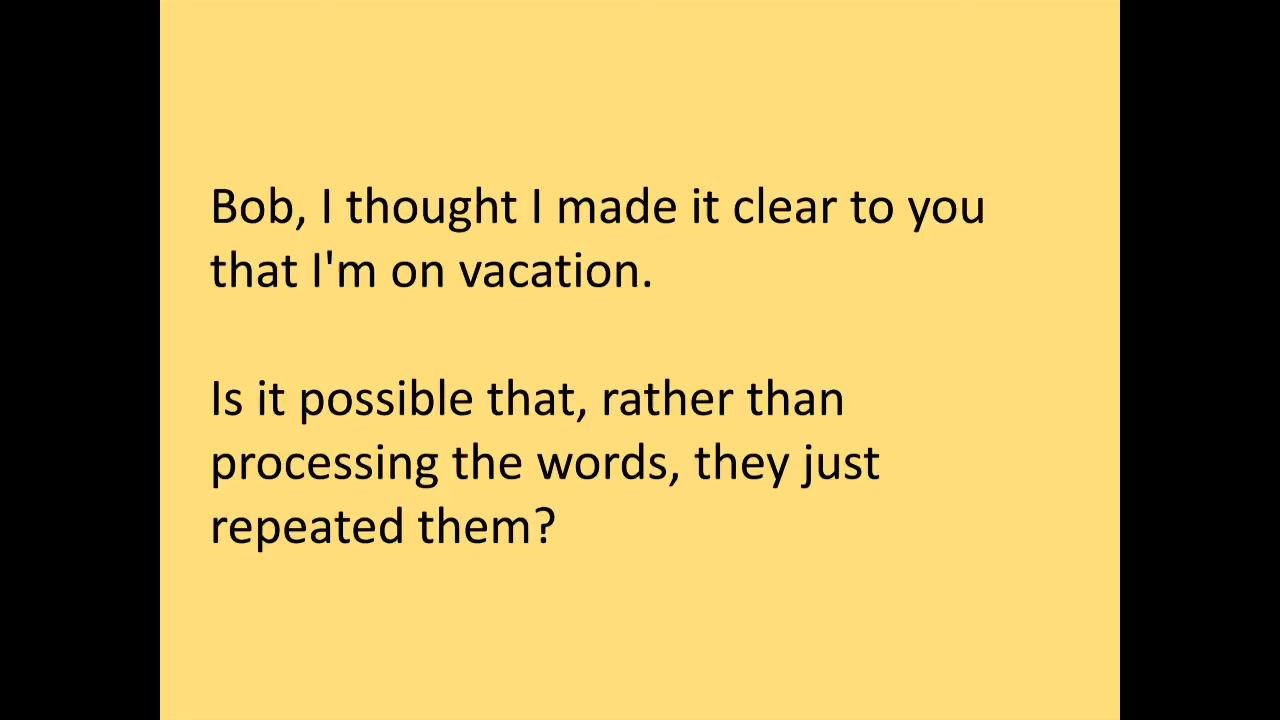 Bob, I thought I made it clear to you
that I'm on vacation.
Is it possible that, rather than
processing the words, they just
repeated them?